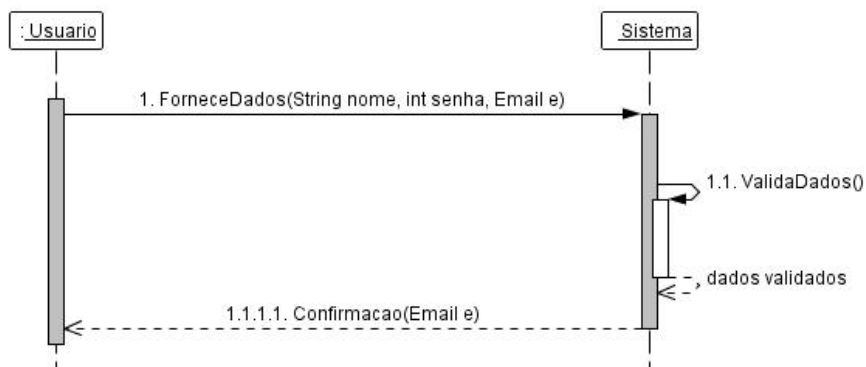 : Usuario
Sistema
1. ForneceDados(String nome, int senha, Email e)
1.1. ValidaDados()
dados validados
1.1.1.1. Confirmacao(Email e)